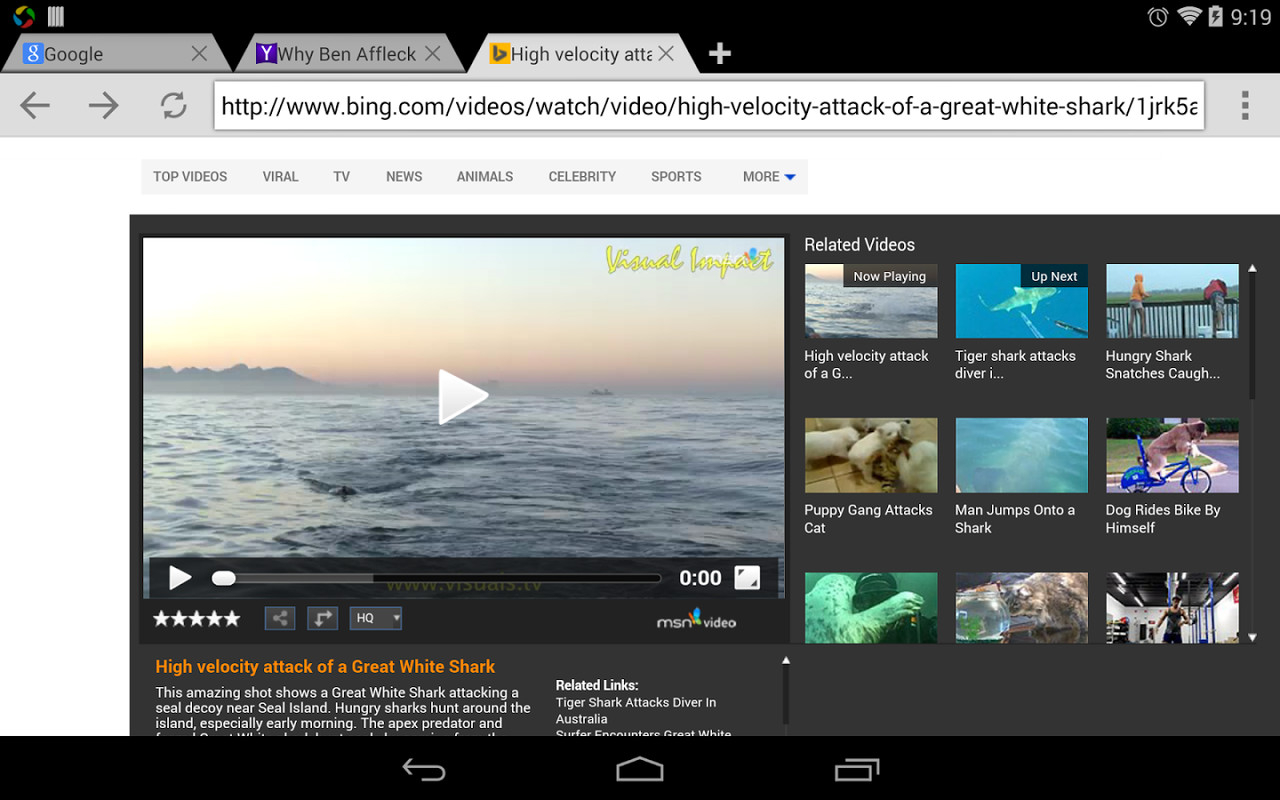 9:19
Google
Why Ben Affleck
High velocity atta
http://www.bing.com/videos/watch/video/high-velocity-attack-of-a-great-white-shark/1jrk5a
TOP VIDEOS VIRAL TV NEWS ANIMALS CELEBRITY SPORTS MORE
Visual Impact
www.visuals.tv
0:00
HQ
msn video
Related Videos
Now Playing
Up Next
High velocity attack
of a G...
Tiger shark attacks
diver i...
Hungry Shark
Snatches Caugh...
Puppy Gang Attacks
Cat
Man Jumps Onto a
Shark
Dog Rides Bike By
Himself
High velocity attack of a Great White Shark
This amazing shot shows a Great White Shark attacking a
seal decoy near Seal Island. Hungry sharks hunt around the
island, especially early morning. The apex predator and
Related Links:
Tiger Shark Attacks Diver In
Australia
Surfer Encounters Great White